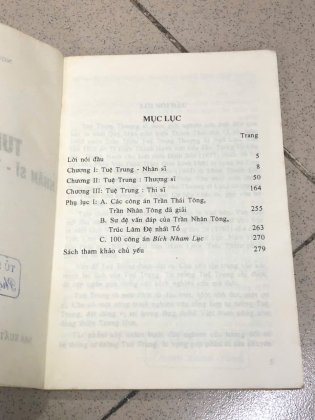 MỤC LỤC
Trang
Lời nói đầu 5
Chương I: Tuệ Trung - Nhân sĩ 8
Chương II: Tuệ Trung : Thượng sĩ 50
Chương III: Tuệ Trung : Thi sĩ 164
Phụ lục I: A. Các công án Trần Thái Tông,
Trần Nhân Tông đã giải 255
B. Sư đệ vấn đáp của Trần Nhân Tông,
Trúc Lâm Đệ nhất Tổ 263
C. 100 công án Bích Nham Lục 270
Sách tham khảo chủ yếu 279